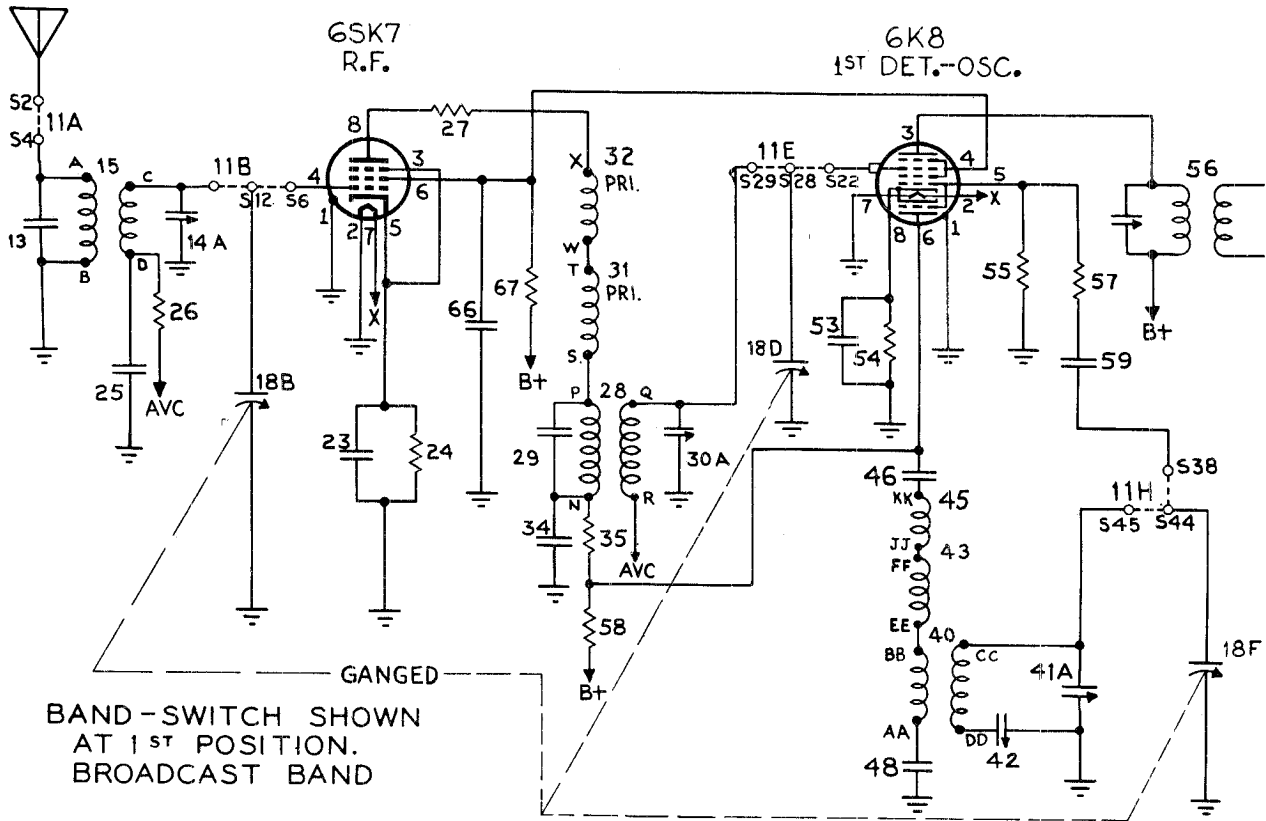 6SK7
R.F.
6K8
1ST DET.-OSC.
S2
11A
S4
A
15
C
11B
S12
S6
4
8
27
3
6
1
2
7
5
X
13
B
D
14A
26
25
AVC
18B
23
24
66
67
B+
X
32
PRI.
W
T
31
PRI.
S.
P
28
Q
29
30A
N
R
34
35
AVC
58
B+
11E
S29
S28
S22
18D
3
4
5
X
2
7
8
6
1
53
54
55
57
59
56
B+
46
KK
45
JJ
43
FF
EE
40
BB
CC
AA
DD
42
48
41A
S38
11H
S45
S44
18F
GANGED
BAND-SWITCH SHOWN
AT 1ST POSITION.
BROADCAST BAND